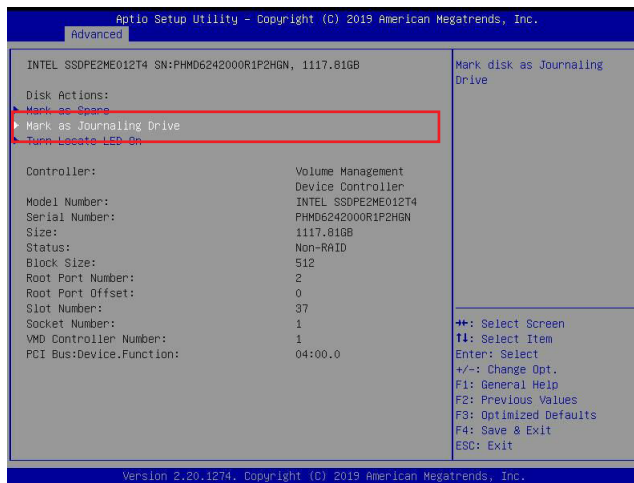 Aptio Setup Utility – Copyright (C) 2019 American Megatrends, Inc.
Advanced
INTEL SSDPE2ME012T4 SN:PHMD6242000R1P2HGN, 1117.81GB
Disk Actions:
Mark as Spare
Mark as Journaling Drive
Turn Locate LED On
Controller: Volume Management
Device Controller
Model Number: INTEL SSDPE2ME012T4
Serial Number: PHMD6242000R1P2HGN
Size: 1117.81GB
Status: Non-RAID
Block Size: 512
Root Port Number: 2
Root Port Offset: 0
Slot Number: 37
Socket Number: 1
VMD Controller Number: 1
PCI Bus:Device.Function: 04:00.0
Mark disk as Journaling
Drive
→←: Select Screen
↑↓: Select Item
Enter: Select
+/-: Change Opt.
F1: General Help
F2: Previous Values
F3: Optimized Defaults
F4: Save & Exit
ESC: Exit
Version 2.20.1274. Copyright (C) 2019 American Megatrends, Inc.